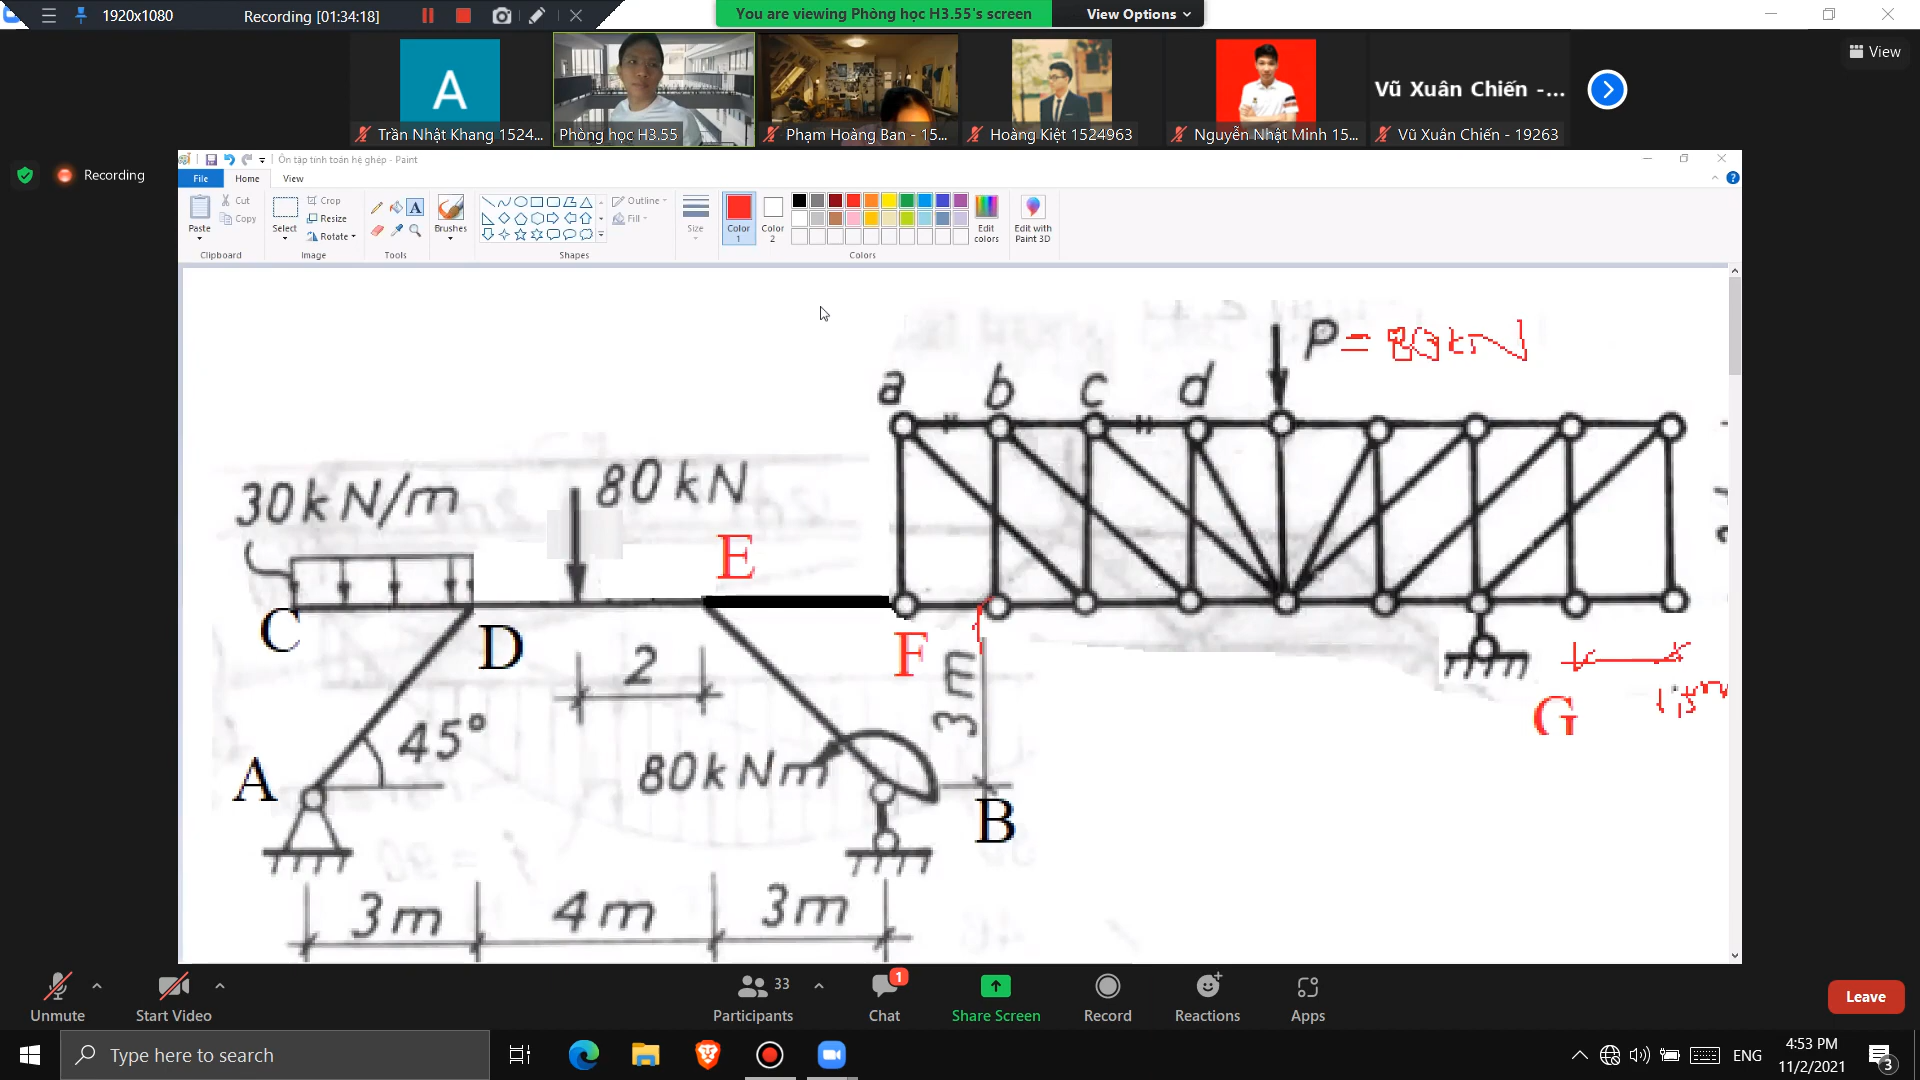 1920x1080
Recording [01:34:18]
You are viewing Phòng học H3.55's screen
View Options
View
A
Trần Nhật Khang 1524...
Phòng học H3.55
Phạm Hoàng Ban - 15...
Hoàng Kiệt 1524963
Nguyễn Nhật Minh 15...
Vũ Xuân Chiến -...
Vũ Xuân Chiến - 19263
Recording
Ôn tập tính toán hệ ghép - Paint
File
Home
View
Paste
Cut
Copy
Clipboard
Select
Crop
Resize
Rotate
Image
A
Tools
Brushes
Shapes
Outline
Fill
Size
Color 1
Color 2
Edit colors
Colors
Edit with Paint 3D
P = 80kN
a
b
c
d
30kN/m
80kN
E
C
D
F
2
3m
G
45°
80kNm
A
B
3m
4m
3m
Unmute
Start Video
Participants
33
Chat
1
Share Screen
Record
Reactions
Apps
Leave
Type here to search
ENG
4:53 PM
11/2/2021
3